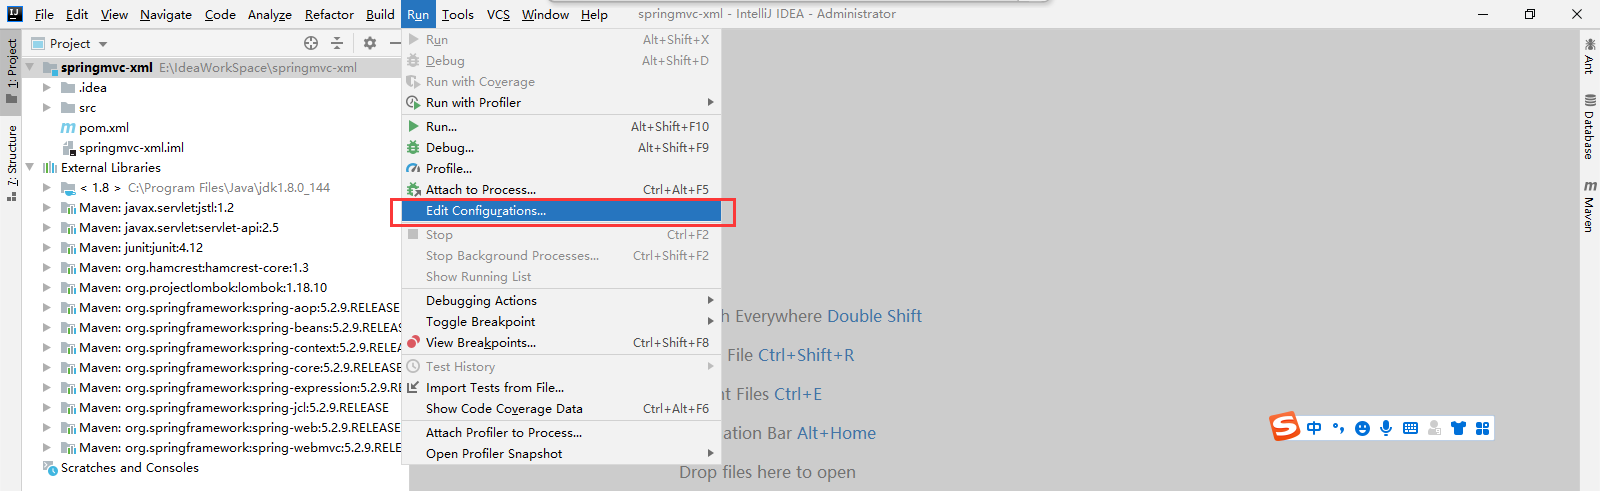 File Edit View Navigate Code Analyze Refactor Build Run Tools VCS Window Help springmvc-xml - IntelliJ IDEA - Administrator
Project
1: Project
7: Structure
springmvc-xml E:\IdeaWorkSpace\springmvc-xml
.idea
src
pom.xml
springmvc-xml.iml
External Libraries
< 1.8 > C:\Program Files\Java\jdk1.8.0_144
Maven: javax.servlet:jstl:1.2
Maven: javax.servlet:servlet-api:2.5
Maven: junit:junit:4.12
Maven: org.hamcrest:hamcrest-core:1.3
Maven: org.projectlombok:lombok:1.18.10
Maven: org.springframework:spring-aop:5.2.9.RELEASE
Maven: org.springframework:spring-beans:5.2.9.RELEASE
Maven: org.springframework:spring-context:5.2.9.RELEA
Maven: org.springframework:spring-core:5.2.9.RELEASE
Maven: org.springframework:spring-expression:5.2.9.REL
Maven: org.springframework:spring-jcl:5.2.9.RELEASE
Maven: org.springframework:spring-web:5.2.9.RELEASE
Maven: org.springframework:spring-webmvc:5.2.9.RELE
Scratches and Consoles
Run Alt+Shift+X
Debug Alt+Shift+D
Run with Coverage
Run with Profiler
Run... Alt+Shift+F10
Debug... Alt+Shift+F9
Profile...
Attach to Process... Ctrl+Alt+F5
Edit Configurations...
Stop Ctrl+F2
Stop Background Processes... Ctrl+Shift+F2
Show Running List
Debugging Actions
Toggle Breakpoint
View Breakpoints... Ctrl+Shift+F8
Test History
Import Tests from File...
Show Code Coverage Data Ctrl+Alt+F6
Attach Profiler to Process...
Open Profiler Snapshot
h Everywhere Double Shift
File Ctrl+Shift+R
t Files Ctrl+E
ation Bar Alt+Home
Drop files here to open
中
Ant
Database
Maven